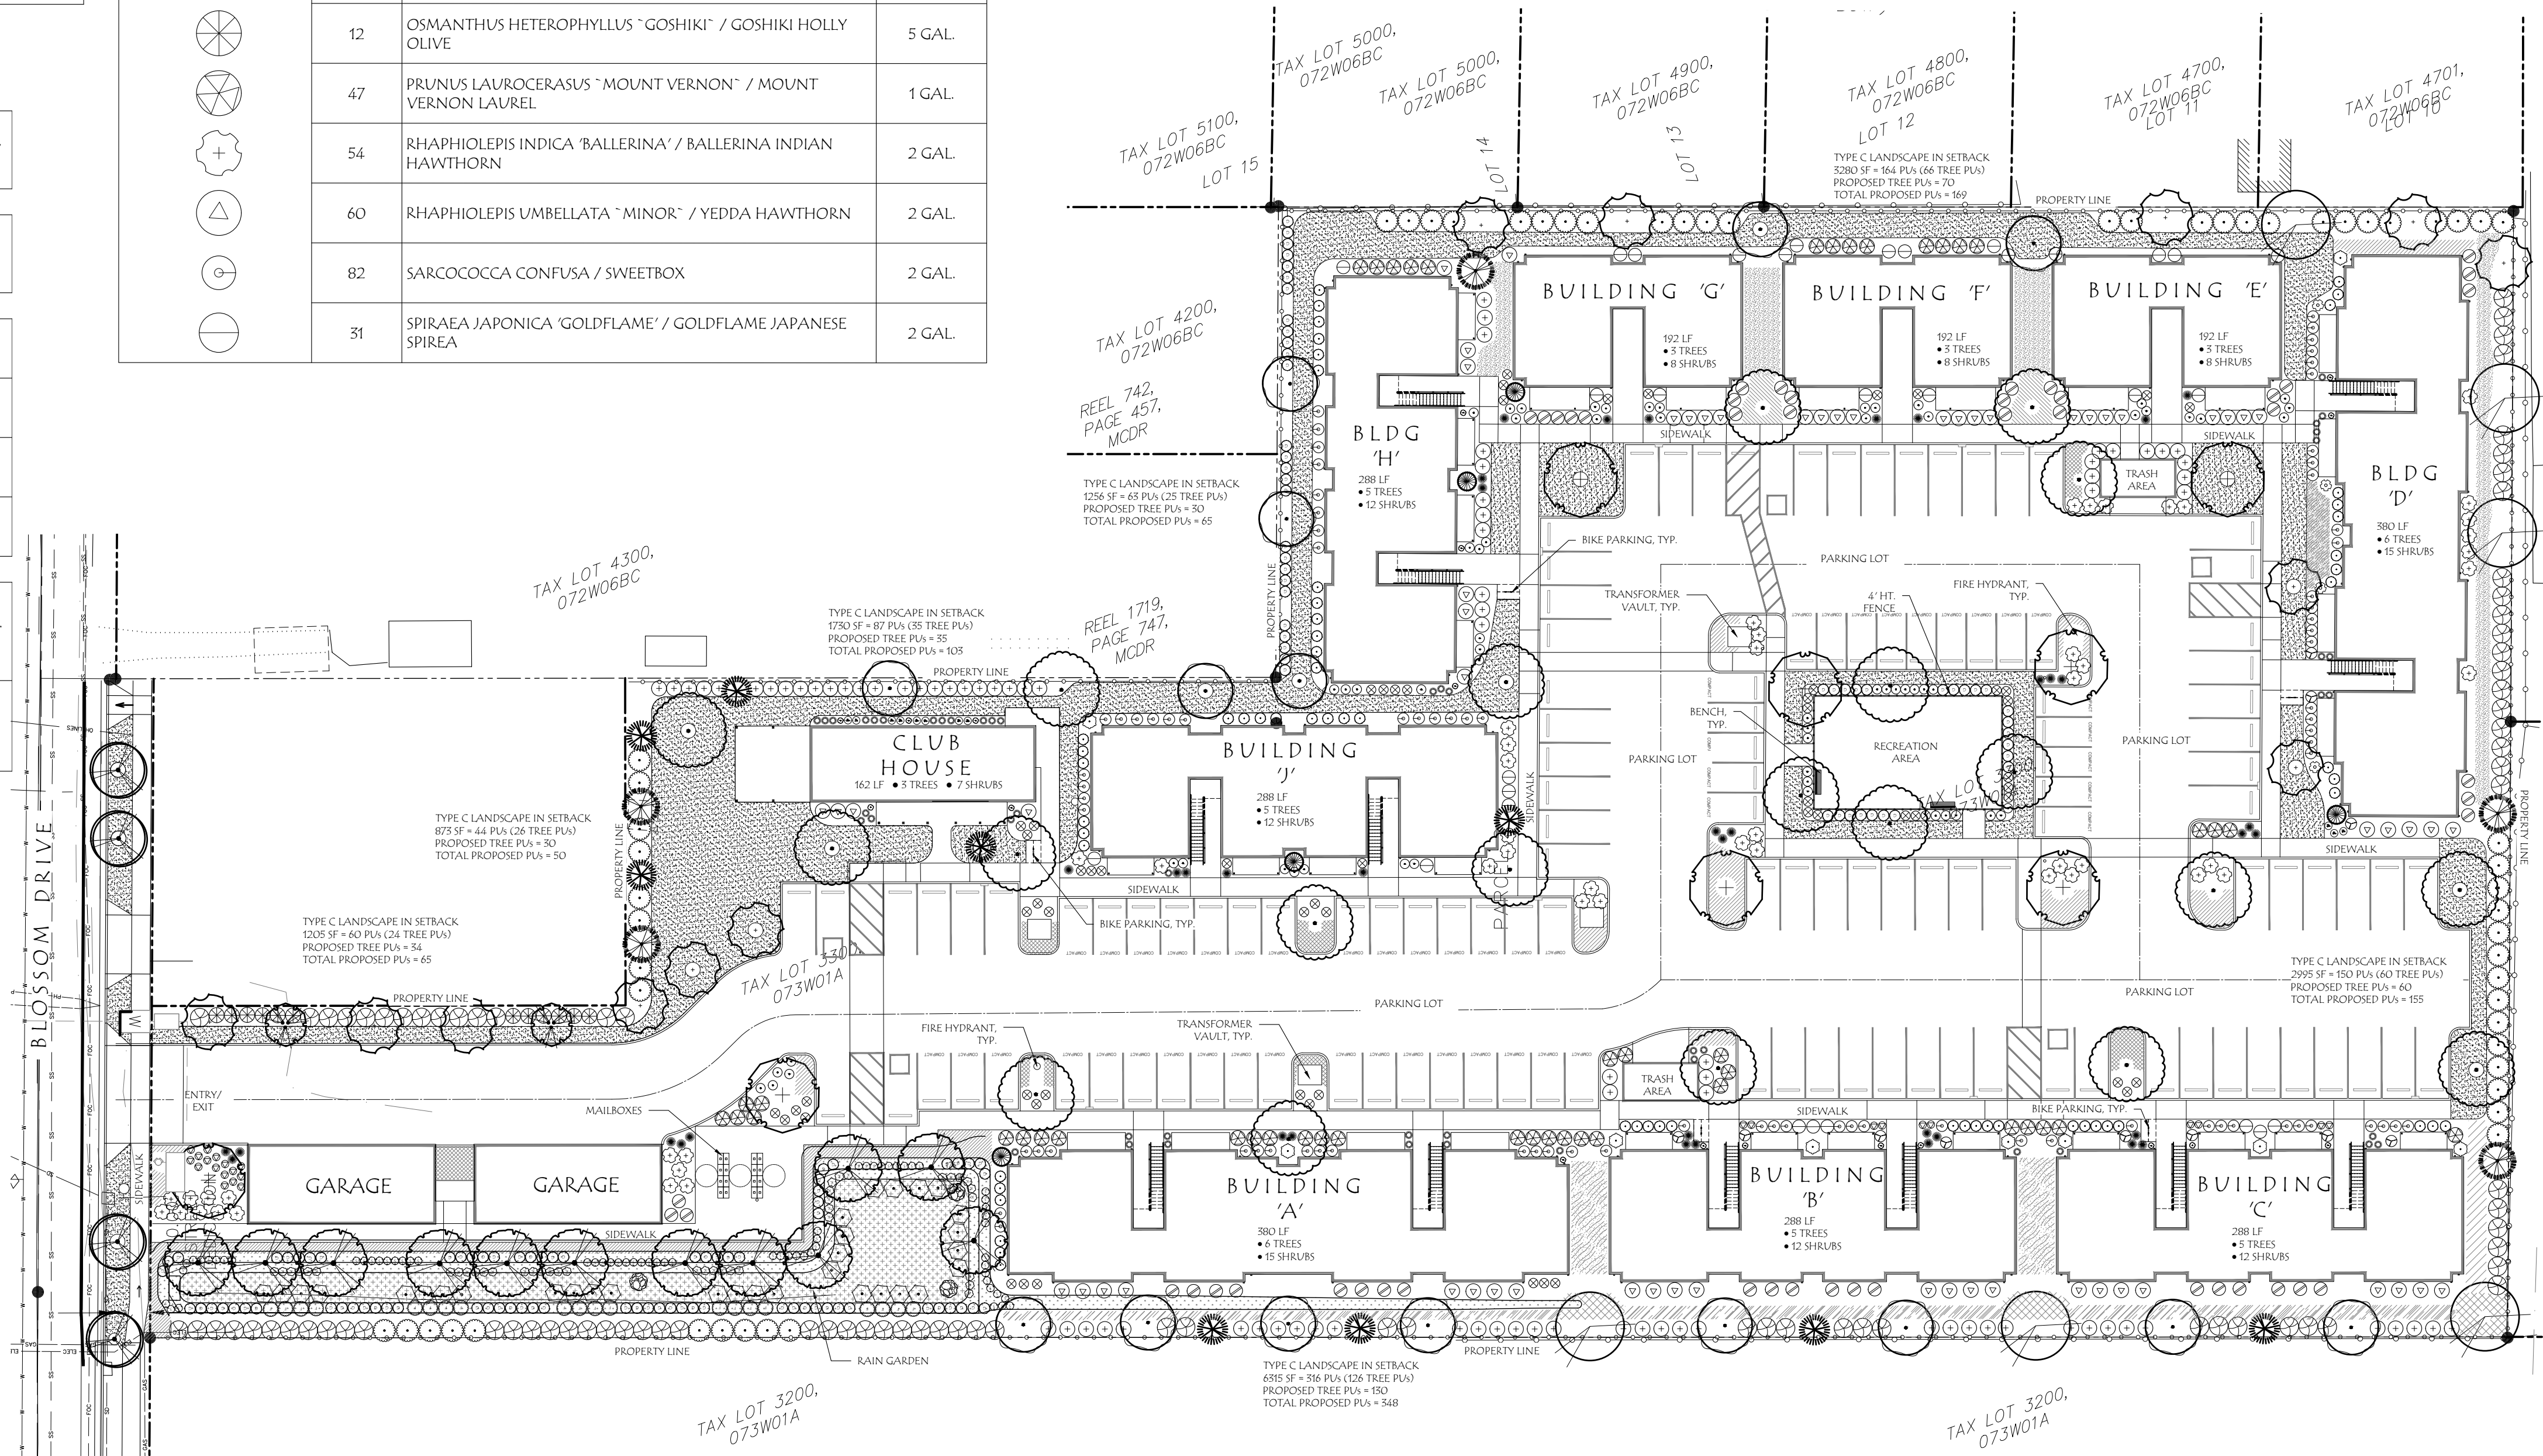 12 OSMANTHUS HETEROPHYLLUS `GOSHIKI` / GOSHIKI HOLLY 5 GAL.
OLIVE
47 PRUNUS LAUROCERASUS `MOUNT VERNON` / MOUNT 1 GAL.
VERNON LAUREL
54 RHAPHIOLEPIS INDICA 'BALLERINA' / BALLERINA INDIAN 2 GAL.
HAWTHORN
60 RHAPHIOLEPIS UMBELLATA `MINOR` / YEDDA HAWTHORN 2 GAL.
82 SARCOCOCCA CONFUSA / SWEETBOX 2 GAL.
31 SPIRAEA JAPONICA 'GOLDFLAME' / GOLDFLAME JAPANESE 2 GAL.
SPIREA
TAX LOT 5000,
072W06BC
TAX LOT 5000,
072W06BC
TAX LOT 4900,
072W06BC
TAX LOT 4800,
072W06BC
TAX LOT 4700,
072W06BC
TAX LOT 4701,
072W06BC
TAX LOT 5100,
072W06BC
LOT 15
LOT 14
LOT 13
LOT 12
LOT 11
LOT 10
TYPE C LANDSCAPE IN SETBACK
3280 SF = 164 PUs (66 TREE PUs)
PROPOSED TREE PUs = 70
TOTAL PROPOSED PUs = 169
PROPERTY LINE
BUILDING 'G'
192 LF
• 3 TREES
• 8 SHRUBS
BUILDING 'F'
192 LF
• 3 TREES
• 8 SHRUBS
BUILDING 'E'
192 LF
• 3 TREES
• 8 SHRUBS
TAX LOT 4200,
072W06BC
REEL 742,
PAGE 457,
MCDR
BLDG
'H'
288 LF
• 5 TREES
• 12 SHRUBS
SIDEWALK
SIDEWALK
TRASH
AREA
BLDG
'D'
380 LF
• 6 TREES
• 15 SHRUBS
TYPE C LANDSCAPE IN SETBACK
1256 SF = 63 PUs (25 TREE PUs)
PROPOSED TREE PUs = 30
TOTAL PROPOSED PUs = 65
BIKE PARKING, TYP.
PARKING LOT
TRANSFORMER
VAULT, TYP.
4' HT.
FENCE
FIRE HYDRANT,
TYP.
TAX LOT 4300,
072W06BC
PROPERTY LINE
REEL 1719,
PAGE 747,
MCDR
TYPE C LANDSCAPE IN SETBACK
1730 SF = 87 PUs (35 TREE PUs)
PROPOSED TREE PUs = 35
TOTAL PROPOSED PUs = 103
PROPERTY LINE
BENCH,
TYP.
RECREATION
AREA
PARKING LOT
PARKING LOT
CLUB
HOUSE
162 LF • 3 TREES • 7 SHRUBS
BUILDING
'J'
288 LF
• 5 TREES
• 12 SHRUBS
SIDEWALK
PROPERTY LINE
SIDEWALK
TYPE C LANDSCAPE IN SETBACK
873 SF = 44 PUs (26 TREE PUs)
PROPOSED TREE PUs = 30
TOTAL PROPOSED PUs = 50
PROPERTY LINE
BLOSSOM DRIVE
SIDEWALK
BIKE PARKING, TYP.
TYPE C LANDSCAPE IN SETBACK
1205 SF = 60 PUs (24 TREE PUs)
PROPOSED TREE PUs = 34
TOTAL PROPOSED PUs = 65
073W01A
PROPERTY LINE
TYPE C LANDSCAPE IN SETBACK
2995 SF = 150 PUs (60 TREE PUs)
PROPOSED TREE PUs = 60
TOTAL PROPOSED PUs = 155
PARKING LOT
PARKING LOT
FIRE HYDRANT,
TYP.
TRANSFORMER
VAULT, TYP.
ENTRY/
EXIT
MAILBOXES
TRASH
AREA
SIDEWALK
BIKE PARKING, TYP.
SIDEWALK
GARAGE
GARAGE
SIDEWALK
BUILDING
'A'
380 LF
• 6 TREES
• 15 SHRUBS
BUILDING
'B'
288 LF
• 5 TREES
• 12 SHRUBS
BUILDING
'C'
288 LF
• 5 TREES
• 12 SHRUBS
PROPERTY LINE
RAIN GARDEN
PROPERTY LINE
TYPE C LANDSCAPE IN SETBACK
6315 SF = 316 PUs (126 TREE PUs)
PROPOSED TREE PUs = 130
TOTAL PROPOSED PUs = 348
TAX LOT 3200,
073W01A
TAX LOT 3200,
073W01A